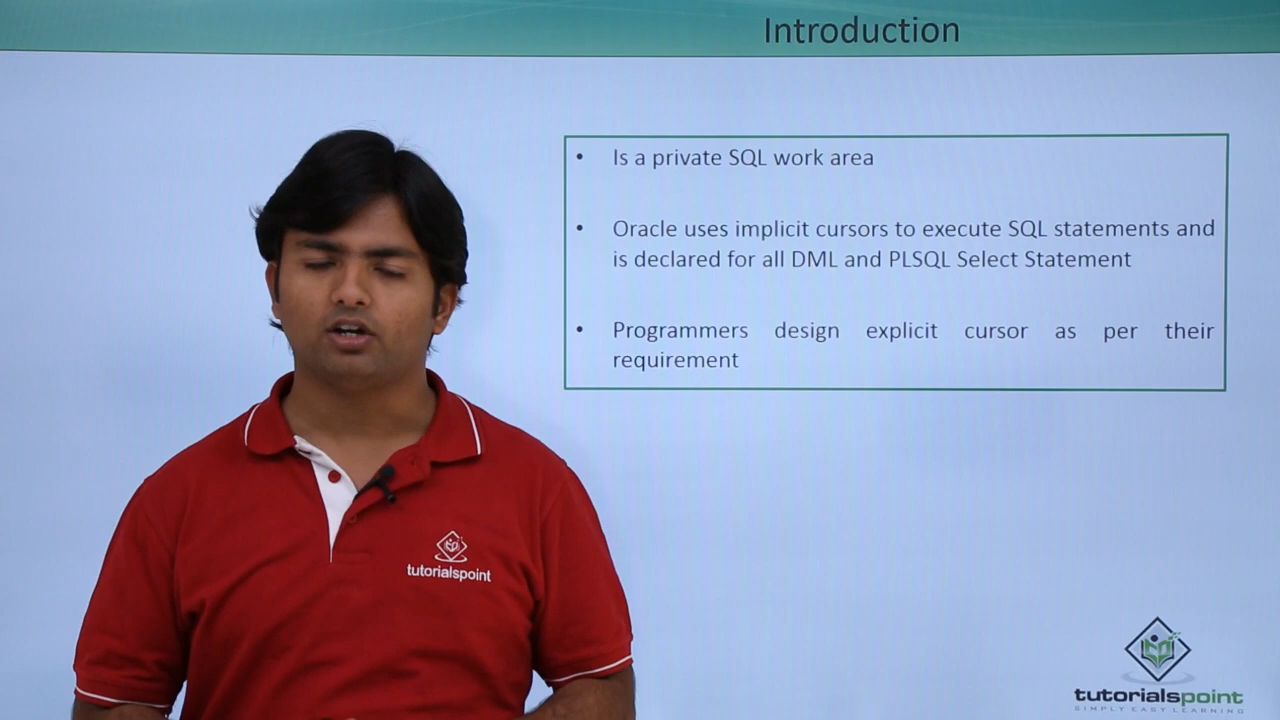 Introduction
• Is a private SQL work area
• Oracle uses implicit cursors to execute SQL statements and
is declared for all DML and PLSQL Select Statement
• Programmers design explicit cursor as per their
requirement
tutorialspoint
tutorialspoint
SIMPLY EASY LEARNING